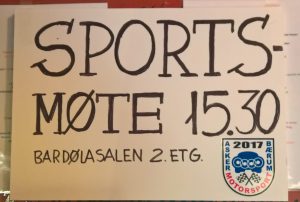 SPORTS-
MØTE 15.30
BARDØLASALEN 2. ETG.
2017
ASKER BÆRUM
MOTORSPORT